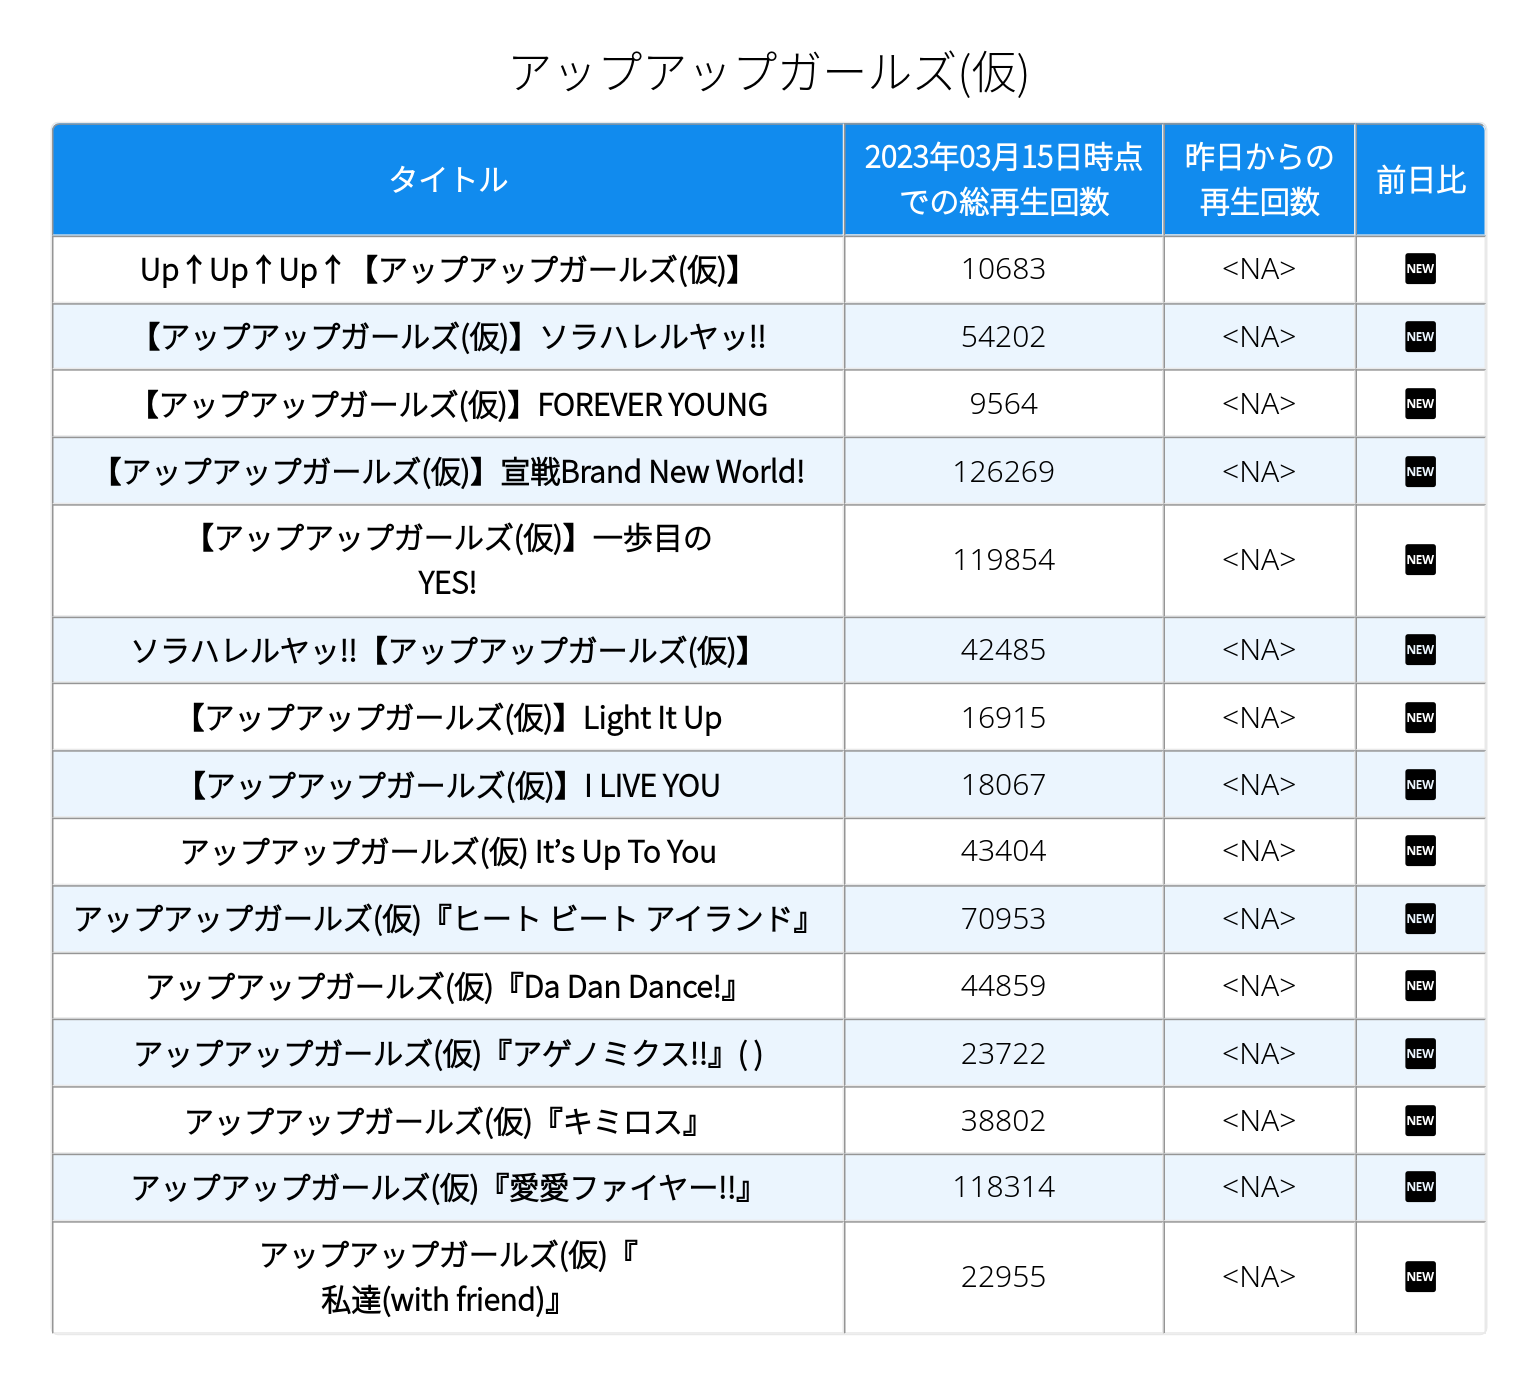 アップアップガールズ(仮)
タイトル
2023年03月15日時点
での総再生回数
昨日からの
再生回数
前日比
Up↑Up↑Up↑【アップアップガールズ(仮)】 10683 <NA> NEW
【アップアップガールズ(仮)】ソラハレルヤッ!! 54202 <NA> NEW
【アップアップガールズ(仮)】FOREVER YOUNG 9564 <NA> NEW
【アップアップガールズ(仮)】宣戦Brand New World! 126269 <NA> NEW
【アップアップガールズ(仮)】一歩目の
YES!
119854 <NA> NEW
ソラハレルヤッ!!【アップアップガールズ(仮)】 42485 <NA> NEW
【アップアップガールズ(仮)】Light It Up 16915 <NA> NEW
【アップアップガールズ(仮)】I LIVE YOU 18067 <NA> NEW
アップアップガールズ(仮) It’s Up To You 43404 <NA> NEW
アップアップガールズ(仮)『ヒート ビート アイランド』 70953 <NA> NEW
アップアップガールズ(仮)『Da Dan Dance!』 44859 <NA> NEW
アップアップガールズ(仮)『アゲノミクス!!』( ) 23722 <NA> NEW
アップアップガールズ(仮)『キミロス』 38802 <NA> NEW
アップアップガールズ(仮)『愛愛ファイヤー!!』 118314 <NA> NEW
アップアップガールズ(仮)『
私達(with friend)』
22955 <NA> NEW